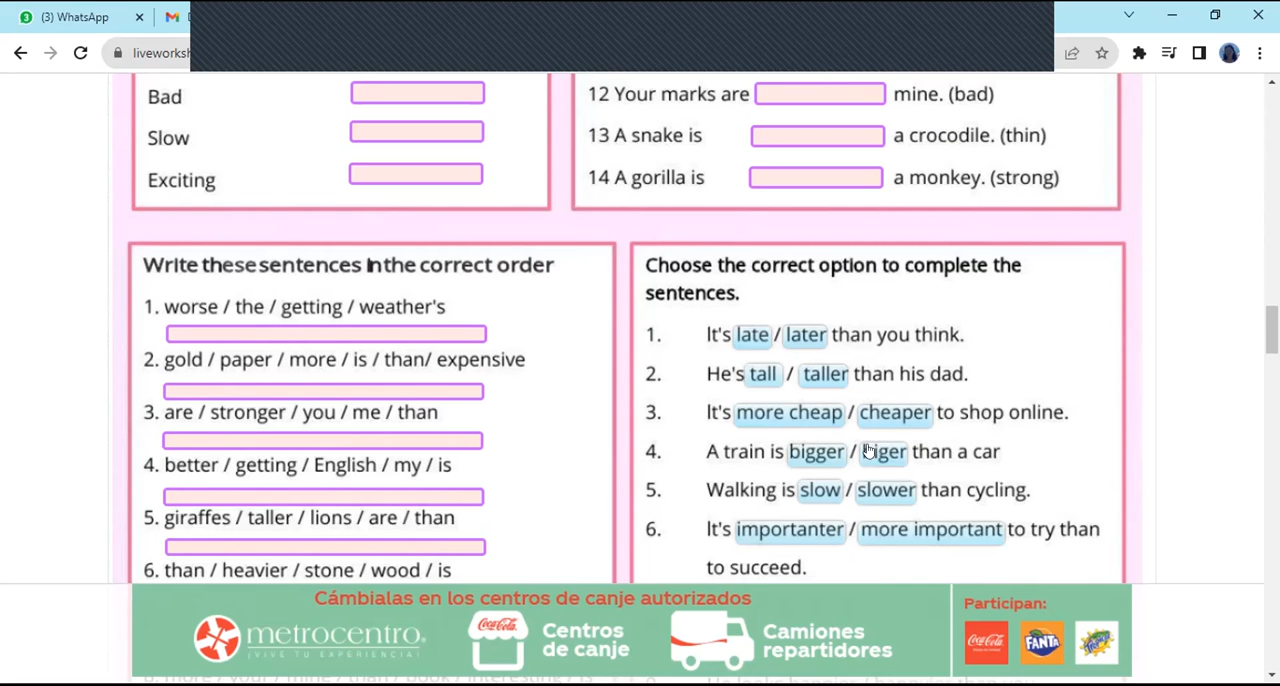 (3) WhatsApp
liveworksh
Bad
Slow
Exciting
12 Your marks are mine. (bad)
13 A snake is a crocodile. (thin)
14 A gorilla is a monkey. (strong)
Write these sentences In the correct order
1. worse / the / getting / weather's
2. gold / paper / more / is / than/ expensive
3. are / stronger / you / me / than
4. better / getting / English / my / is
5. giraffes / taller / lions / are / than
6. than / heavier / stone / wood / is
Choose the correct option to complete the
sentences.
1. It's late / later than you think.
2. He's tall / taller than his dad.
3. It's more cheap / cheaper to shop online.
4. A train is bigger / biger than a car
5. Walking is slow / slower than cycling.
6. It's importanter / more important to try than
to succeed.
Cámbialas en los centros de canje autorizados
metrocentro
¡VIVE TU EXPERIENCIA!
Coca-Cola
Centros
de canje
Coca-Cola
Camiones
repartidores
Participan:
Coca-Cola
FANTA